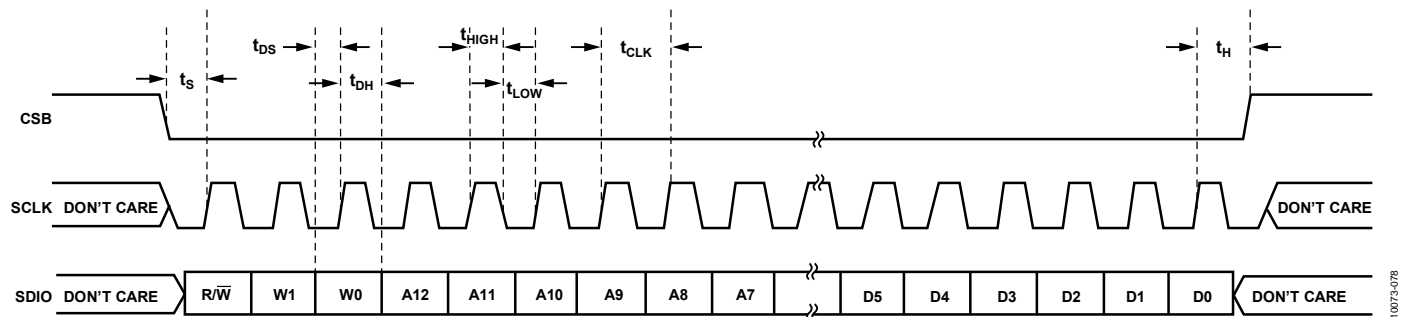 tDS
tHIGH
tCLK
tH
tS
tDH
tLOW
CSB
SCLK DON'T CARE
DON'T CARE
SDIO DON'T CARE R/W̅ W1 W0 A12 A11 A10 A9 A8 A7 D5 D4 D3 D2 D1 D0 DON'T CARE
10073-078